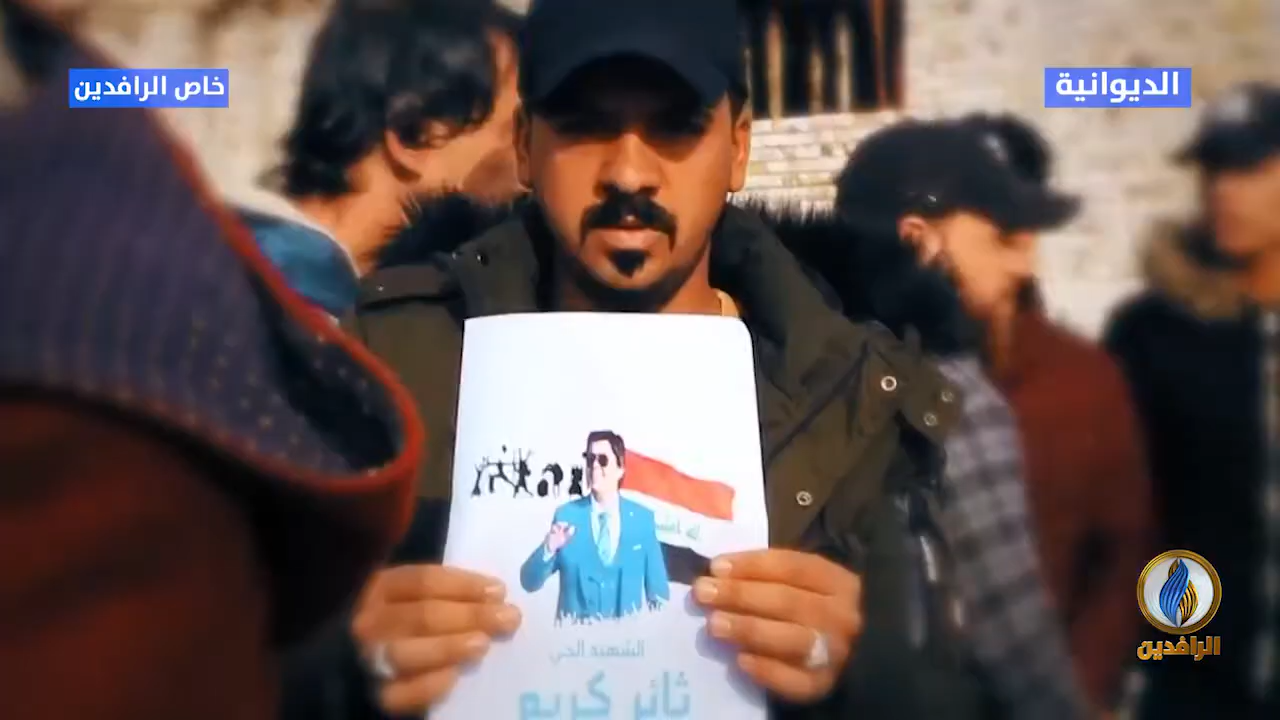 الديوانية
خاص الرافدين
الشهيد الحي
ثائر كريم
الرافدين